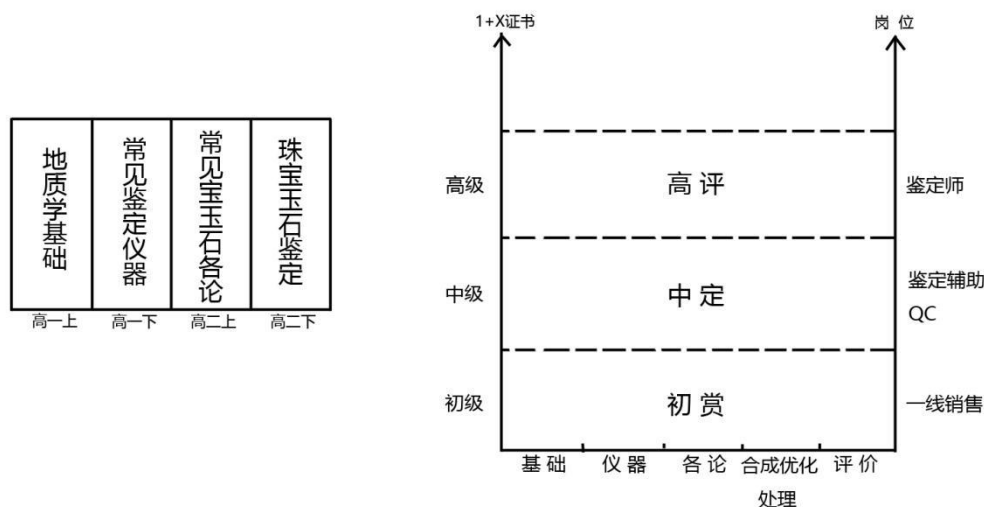 地质学基础
常见鉴定仪器
常见宝玉石各论
珠宝玉石鉴定
高一上
高一下
高二上
高二下
1+X证书
岗 位
高级
高 评
鉴定师
中级
中 定
鉴定辅助
QC
初级
初 赏
一线销售
基 础
仪 器
各 论
合成优化
处理
评 价